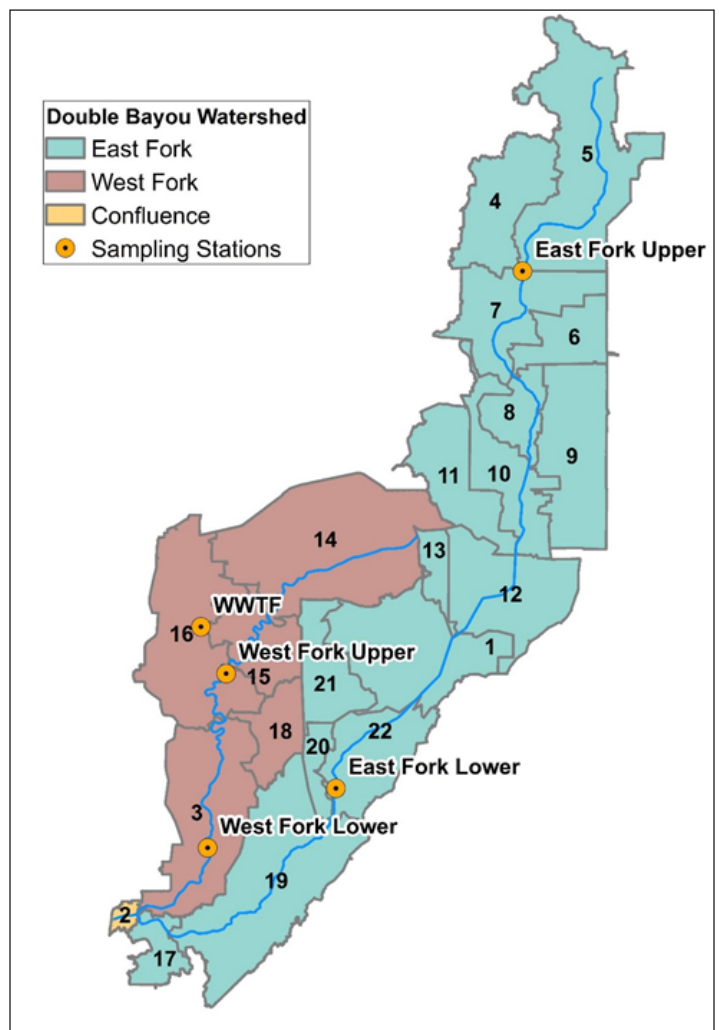 Double Bayou Watershed
East Fork
West Fork
Confluence
Sampling Stations
5
4
East Fork Upper
7
6
8
9
11
10
14
13
12
WWTF
16
1
West Fork Upper
15
21
18
22
20
East Fork Lower
3
West Fork Lower
19
2
17